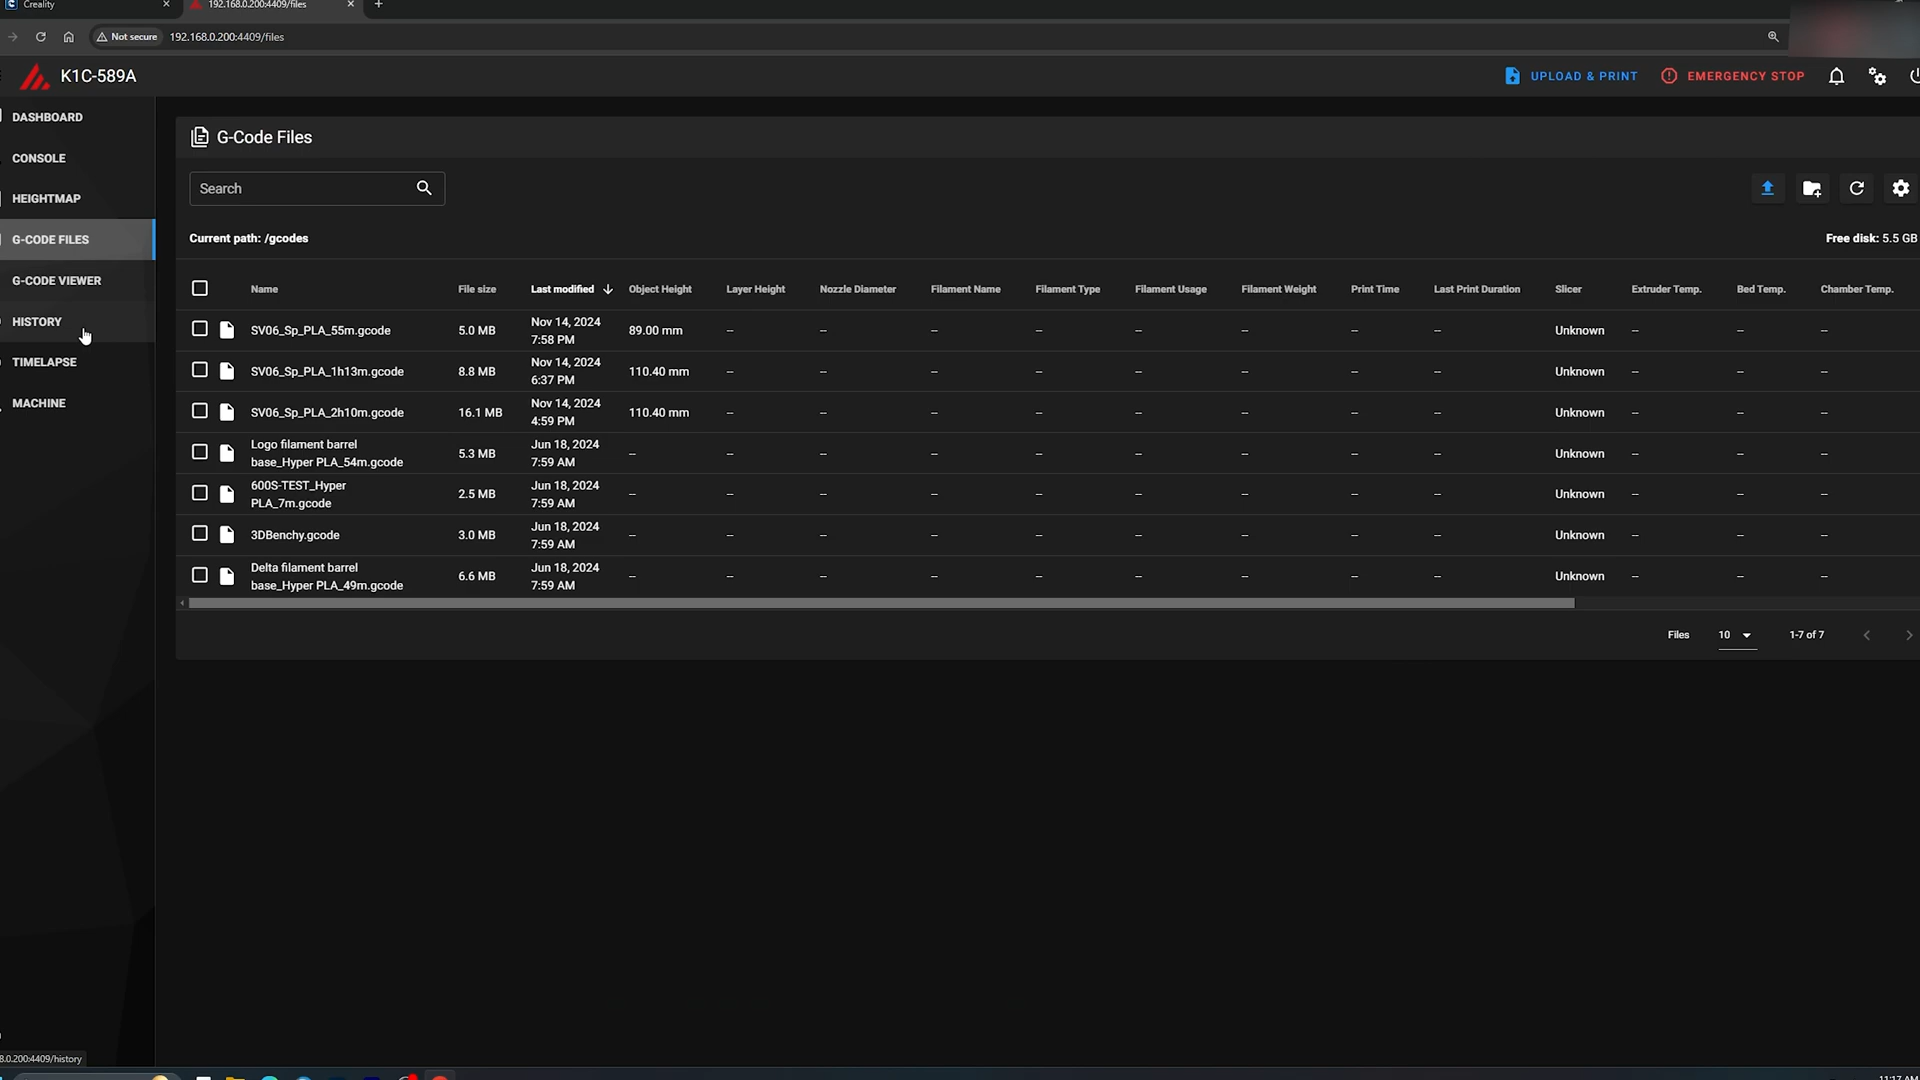 Creality
192.168.0.200:4409/files
Not secure
192.168.0.200:4409/files
K1C-589A
UPLOAD & PRINT
EMERGENCY STOP
DASHBOARD
CONSOLE
HEIGHTMAP
G-CODE FILES
G-CODE VIEWER
HISTORY
TIMELAPSE
MACHINE
G-Code Files
Search
Current path: /gcodes
Free disk: 5.5 GB
Name File size Last modified Object Height Layer Height Nozzle Diameter Filament Name Filament Type Filament Usage Filament Weight Print Time Last Print Duration Slicer Extruder Temp. Bed Temp. Chamber Temp.
SV06_Sp_PLA_55m.gcode 5.0 MB Nov 14, 2024 7:58 PM 89.00 mm -- -- -- -- -- -- -- -- Unknown -- -- --
SV06_Sp_PLA_1h13m.gcode 8.8 MB Nov 14, 2024 6:37 PM 110.40 mm -- -- -- -- -- -- -- -- Unknown -- -- --
SV06_Sp_PLA_2h10m.gcode 16.1 MB Nov 14, 2024 4:59 PM 110.40 mm -- -- -- -- -- -- -- -- Unknown -- -- --
Logo filament barrel base_Hyper PLA_54m.gcode 5.3 MB Jun 18, 2024 7:59 AM -- -- -- -- -- -- -- -- -- Unknown -- -- --
600S-TEST_Hyper PLA_7m.gcode 2.5 MB Jun 18, 2024 7:59 AM -- -- -- -- -- -- -- -- -- Unknown -- -- --
3DBenchy.gcode 3.0 MB Jun 18, 2024 7:59 AM -- -- -- -- -- -- -- -- -- Unknown -- -- --
Delta filament barrel base_Hyper PLA_49m.gcode 6.6 MB Jun 18, 2024 7:59 AM -- -- -- -- -- -- -- -- -- Unknown -- -- --
Files 10 1-7 of 7
8.0.200:4409/history
11:17 AM